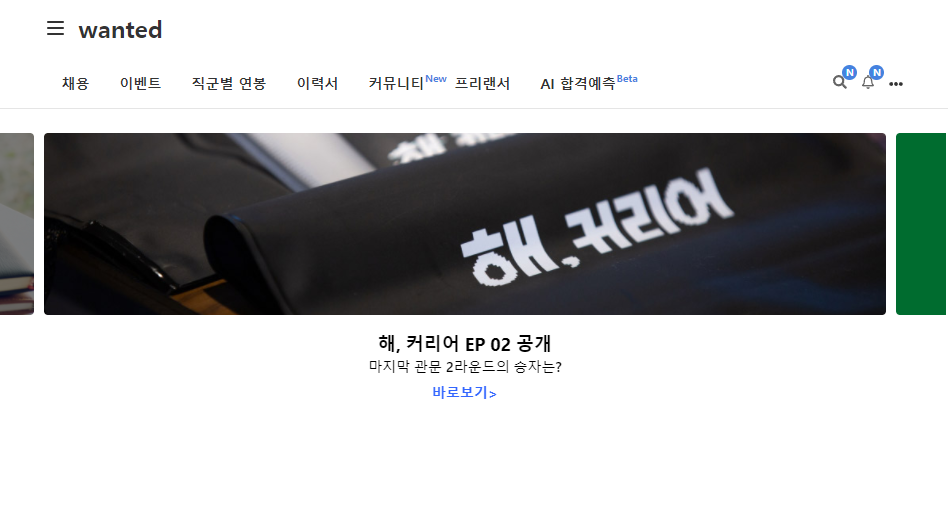 wanted
채용 이벤트 직군별 연봉 이력서 커뮤니티New 프리랜서 AI 합격예측Beta N N
해,커리어
해, 커리어 EP 02 공개
마지막 관문 2라운드의 승자는?
바로보기>